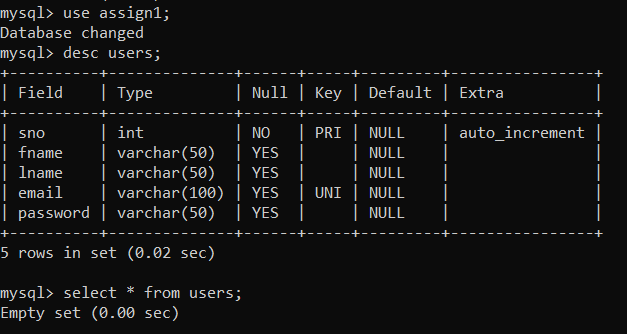 mysql> use assign1;
Database changed
mysql> desc users;
+----------+--------------+------+-----+---------+----------------+
| Field    | Type         | Null | Key | Default | Extra          |
+----------+--------------+------+-----+---------+----------------+
| sno      | int          | NO   | PRI | NULL    | auto_increment |
| fname    | varchar(50)  | YES  |     | NULL    |                |
| lname    | varchar(50)  | YES  |     | NULL    |                |
| email    | varchar(100) | YES  | UNI | NULL    |                |
| password | varchar(50)  | YES  |     | NULL    |                |
+----------+--------------+------+-----+---------+----------------+
5 rows in set (0.02 sec)

mysql> select * from users;
Empty set (0.00 sec)